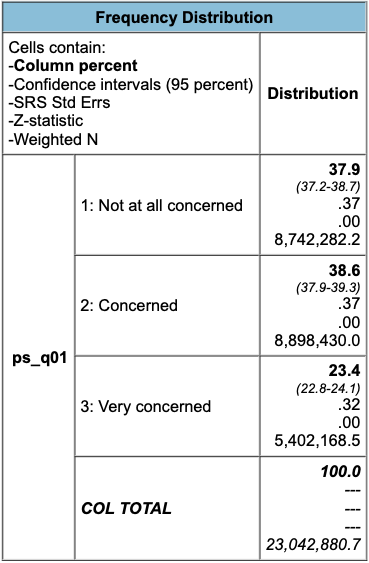 Frequency Distribution
Cells contain:
-Column percent
-Confidence intervals (95 percent)
-SRS Std Errs
-Z-statistic
-Weighted N
Distribution
ps_q01
1: Not at all concerned
37.9
(37.2-38.7)
.37
.00
8,742,282.2
2: Concerned
38.6
(37.9-39.3)
.37
.00
8,898,430.0
3: Very concerned
23.4
(22.8-24.1)
.32
.00
5,402,168.5
COL TOTAL
100.0
---
---
---
23,042,880.7